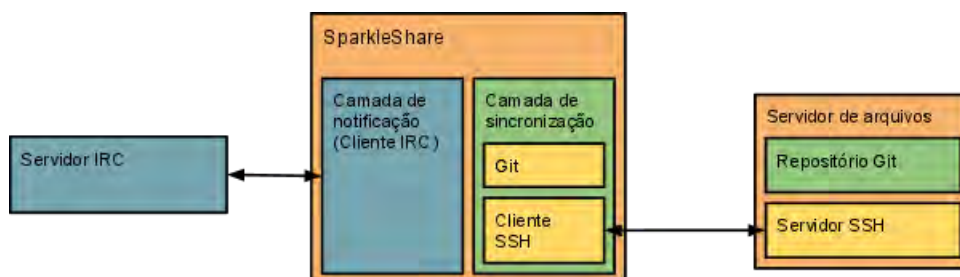 SparkleShare
Camada de
notificação
(Cliente IRC)
Camada de
sincronização
Servidor de arquivos
Servidor IRC
Git
Repositório Git
Cliente
SSH
Servidor SSH